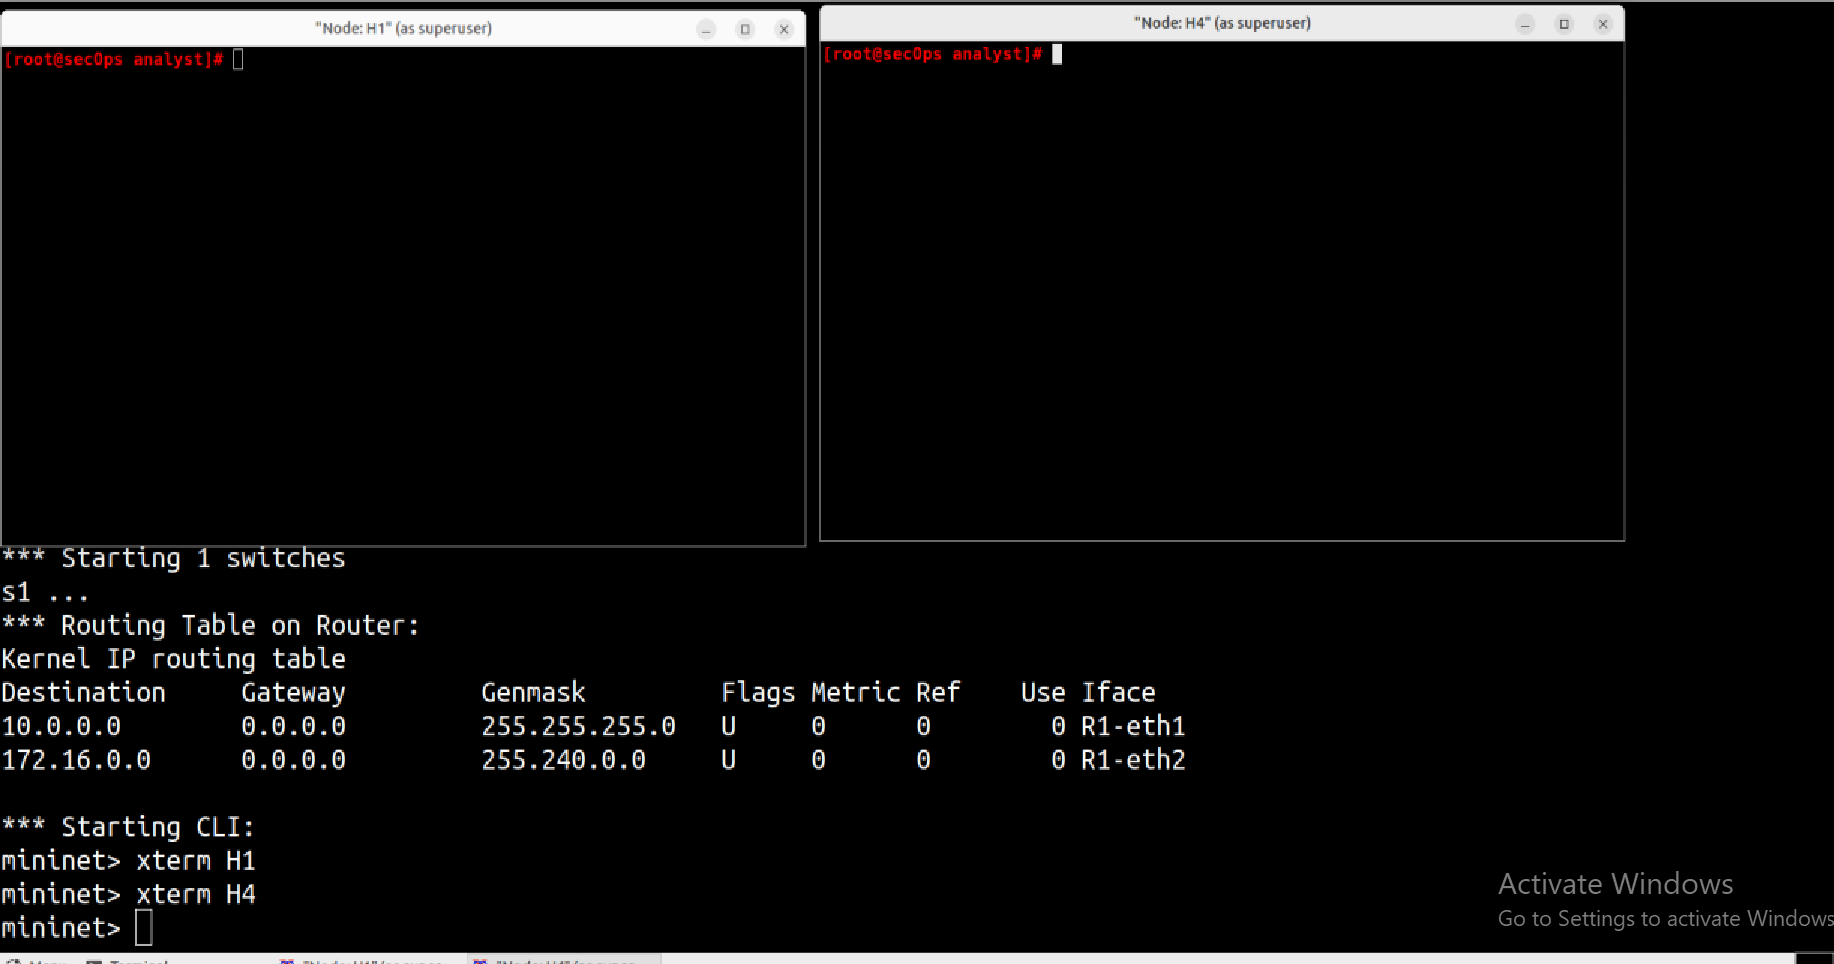 "Node: H1" (as superuser)
[root@secOps analyst]#
"Node: H4" (as superuser)
[root@secOps analyst]#
*** Starting 1 switches
s1 ...
*** Routing Table on Router:
Kernel IP routing table
Destination     Gateway         Genmask         Flags Metric Ref    Use Iface
10.0.0.0        0.0.0.0         255.255.255.0   U     0      0        0 R1-eth1
172.16.0.0      0.0.0.0         255.240.0.0     U     0      0        0 R1-eth2
*** Starting CLI:
mininet> xterm H1
mininet> xterm H4
mininet>
Activate Windows
Go to Settings to activate Windows